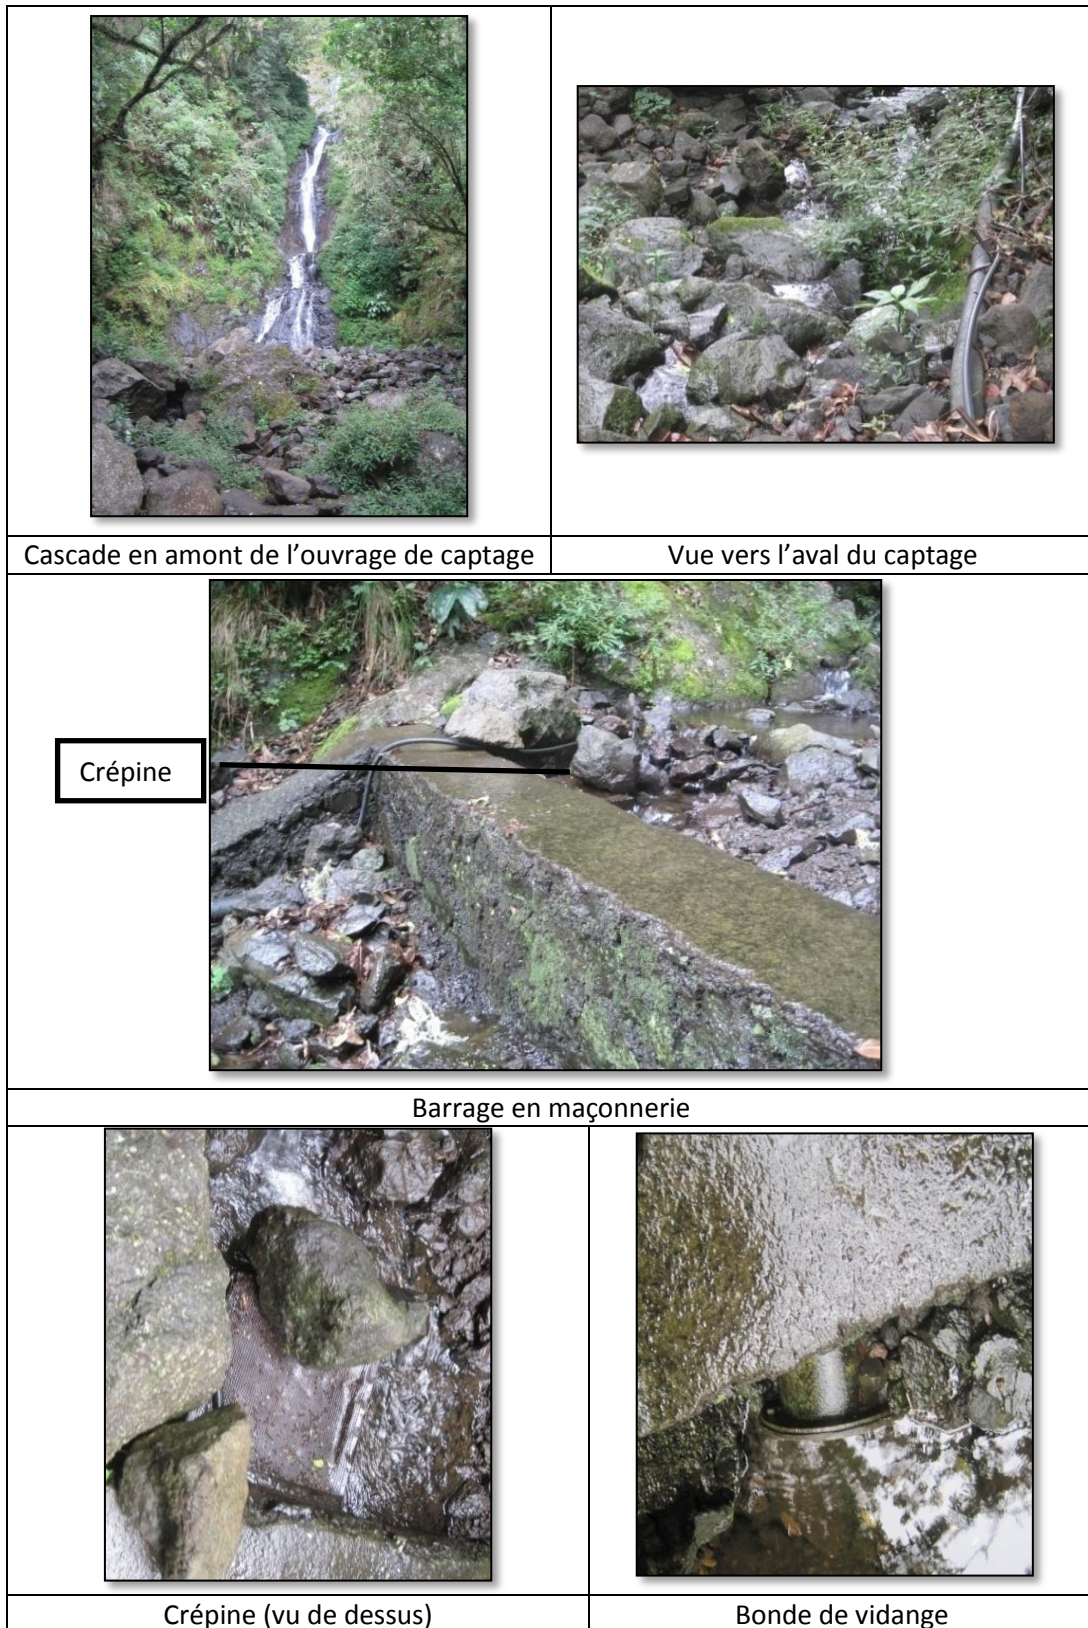 Cascade en amont de l’ouvrage de captage
Vue vers l’aval du captage
Crépine
Barrage en maçonnerie
Crépine (vu de dessus)
Bonde de vidange